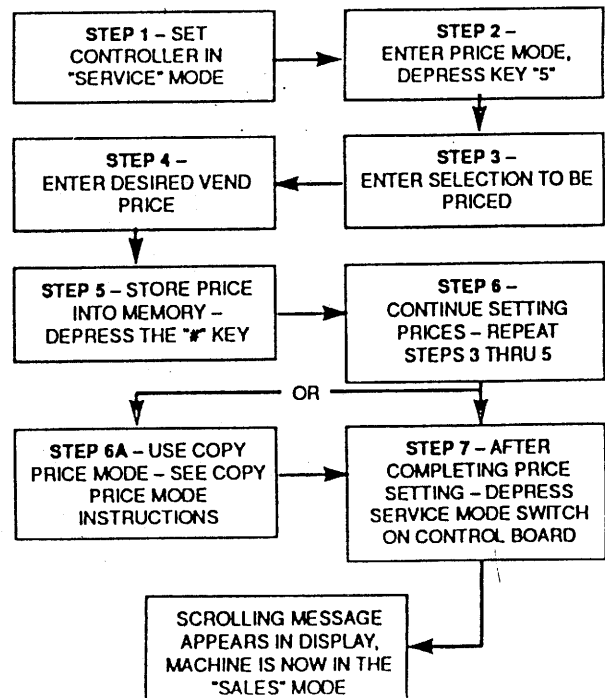 STEP 1 – SET
CONTROLLER IN
"SERVICE" MODE
STEP 2 –
ENTER PRICE MODE,
DEPRESS KEY "5"
STEP 3 –
ENTER SELECTION TO BE
PRICED
STEP 4 –
ENTER DESIRED VEND
PRICE
STEP 5 – STORE PRICE
INTO MEMORY –
DEPRESS THE "#" KEY
STEP 6 –
CONTINUE SETTING
PRICES – REPEAT
STEPS 3 THRU 5
OR
STEP 6A – USE COPY
PRICE MODE – SEE COPY
PRICE MODE
INSTRUCTIONS
STEP 7 – AFTER
COMPLETING PRICE
SETTING – DEPRESS
SERVICE MODE SWITCH
ON CONTROL BOARD
SCROLLING MESSAGE
APPEARS IN DISPLAY,
MACHINE IS NOW IN THE
"SALES" MODE